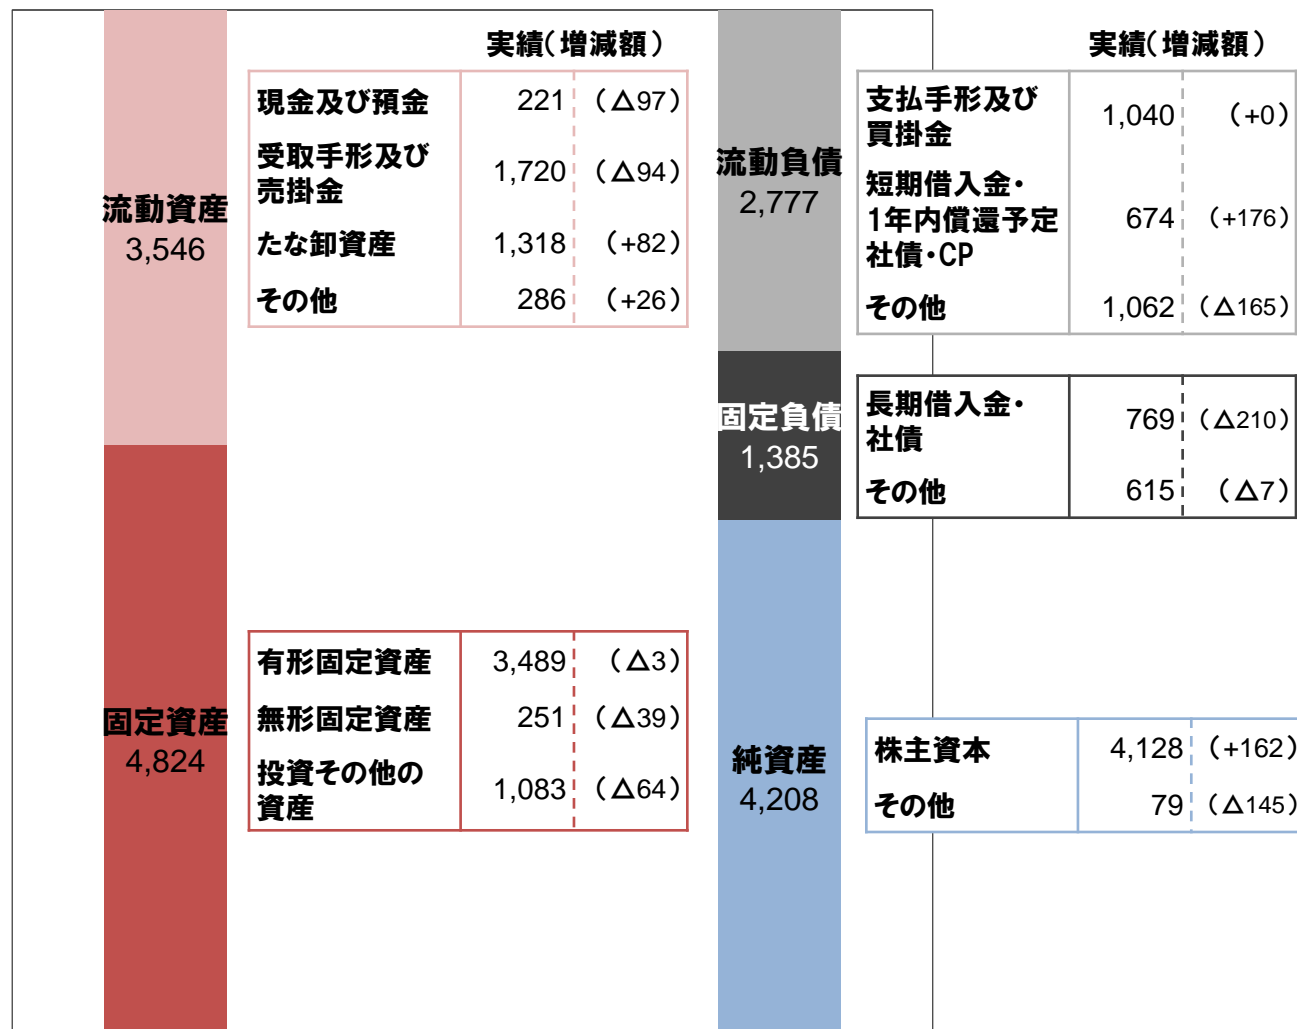 実績(増減額)
流動資産
3,546
現金及び預金 221 (△97)
受取手形及び
売掛金 1,720 (△94)
たな卸資産 1,318 (+82)
その他 286 (+26)
固定資産
4,824
有形固定資産 3,489 (△3)
無形固定資産 251 (△39)
投資その他の
資産 1,083 (△64)
実績(増減額)
流動負債
2,777
支払手形及び
買掛金 1,040 (+0)
短期借入金・
1年内償還予定
社債・CP 674 (+176)
その他 1,062 (△165)
固定負債
1,385
長期借入金・
社債 769 (△210)
その他 615 (△7)
純資産
4,208
株主資本 4,128 (+162)
その他 79 (△145)